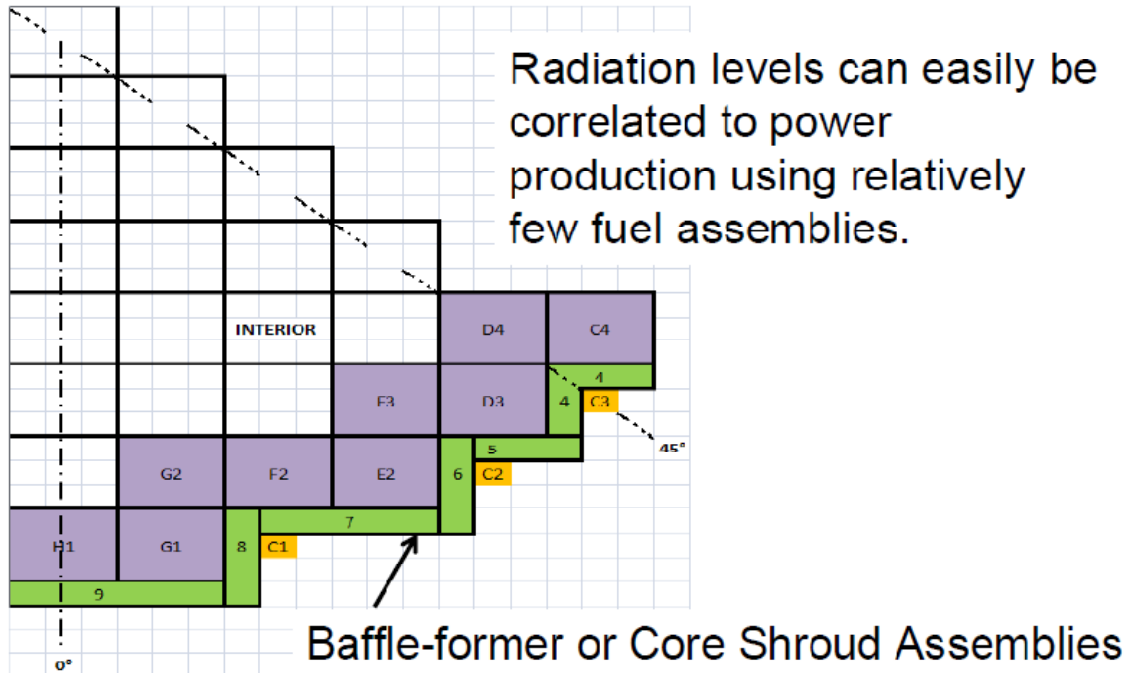 Radiation levels can easily be
correlated to power
production using relatively
few fuel assemblies.
INTERIOR
D4
C4
4
F3
D3
4
C3
45°
5
G2
F2
E2
6
C2
7
H1
G1
8
C1
9
Baffle-former or Core Shroud Assemblies
0°